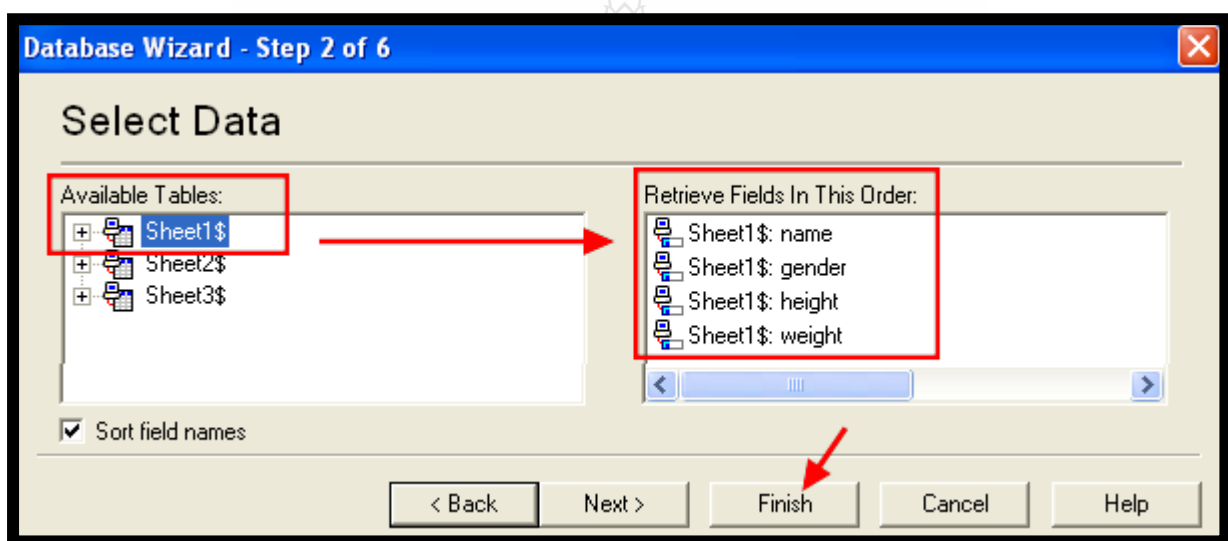 Database Wizard - Step 2 of 6
Select Data
Available Tables:
Sheet1$
Sheet2$
Sheet3$
Retrieve Fields In This Order:
Sheet1$: name
Sheet1$: gender
Sheet1$: height
Sheet1$: weight
Sort field names
< Back
Next >
Finish
Cancel
Help